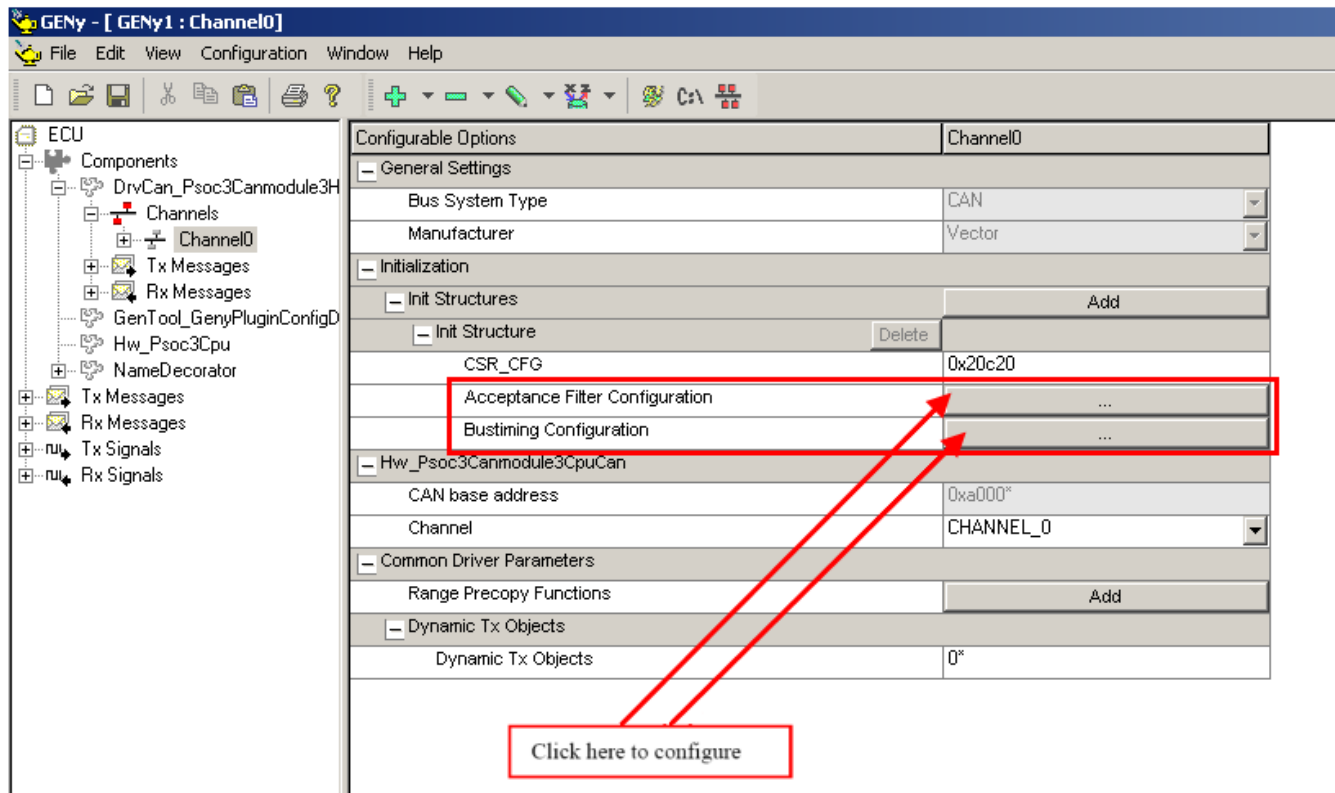 GENy - [ GENy1 : Channel0]
File Edit View Configuration Window Help
C:\
ECU
Components
DrvCan_Psoc3Canmodule3H
Channels
Channel0
Tx Messages
Rx Messages
GenTool_GenyPluginConfigD
Hw_Psoc3Cpu
NameDecorator
Tx Messages
Rx Messages
Tx Signals
Rx Signals
Configurable Options Channel0
General Settings
Bus System Type CAN
Manufacturer Vector
Initialization
Init Structures Add
Init Structure Delete
CSR_CFG 0x20c20
Acceptance Filter Configuration ...
Bustiming Configuration ...
Hw_Psoc3Canmodule3CpuCan
CAN base address 0xa000*
Channel CHANNEL_0
Common Driver Parameters
Range Precopy Functions Add
Dynamic Tx Objects
Dynamic Tx Objects 0*
Click here to configure